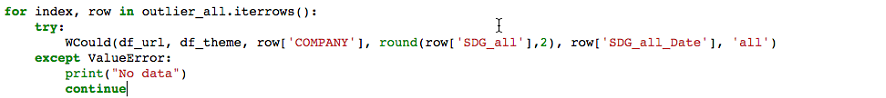 for index, row in outlier_all.iterrows():
    try:
        WCould(df_url, df_theme, row['COMPANY'], round(row['SDG_all'],2), row['SDG_all_Date'], 'all')
    except ValueError:
        print("No data")
        continue